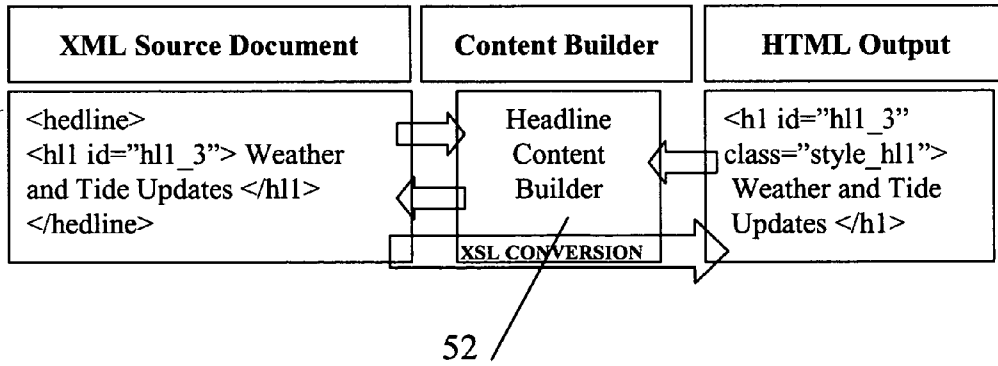 XML Source Document
Content Builder
HTML Output
<hedline>
<hl1 id=”hl1_3”> Weather
and Tide Updates </hl1>
</hedline>
Headline
Content
Builder
<h1 id=”hl1_3”
class=”style_hl1”>
Weather and Tide
Updates </h1>
XSL CONVERSION
52